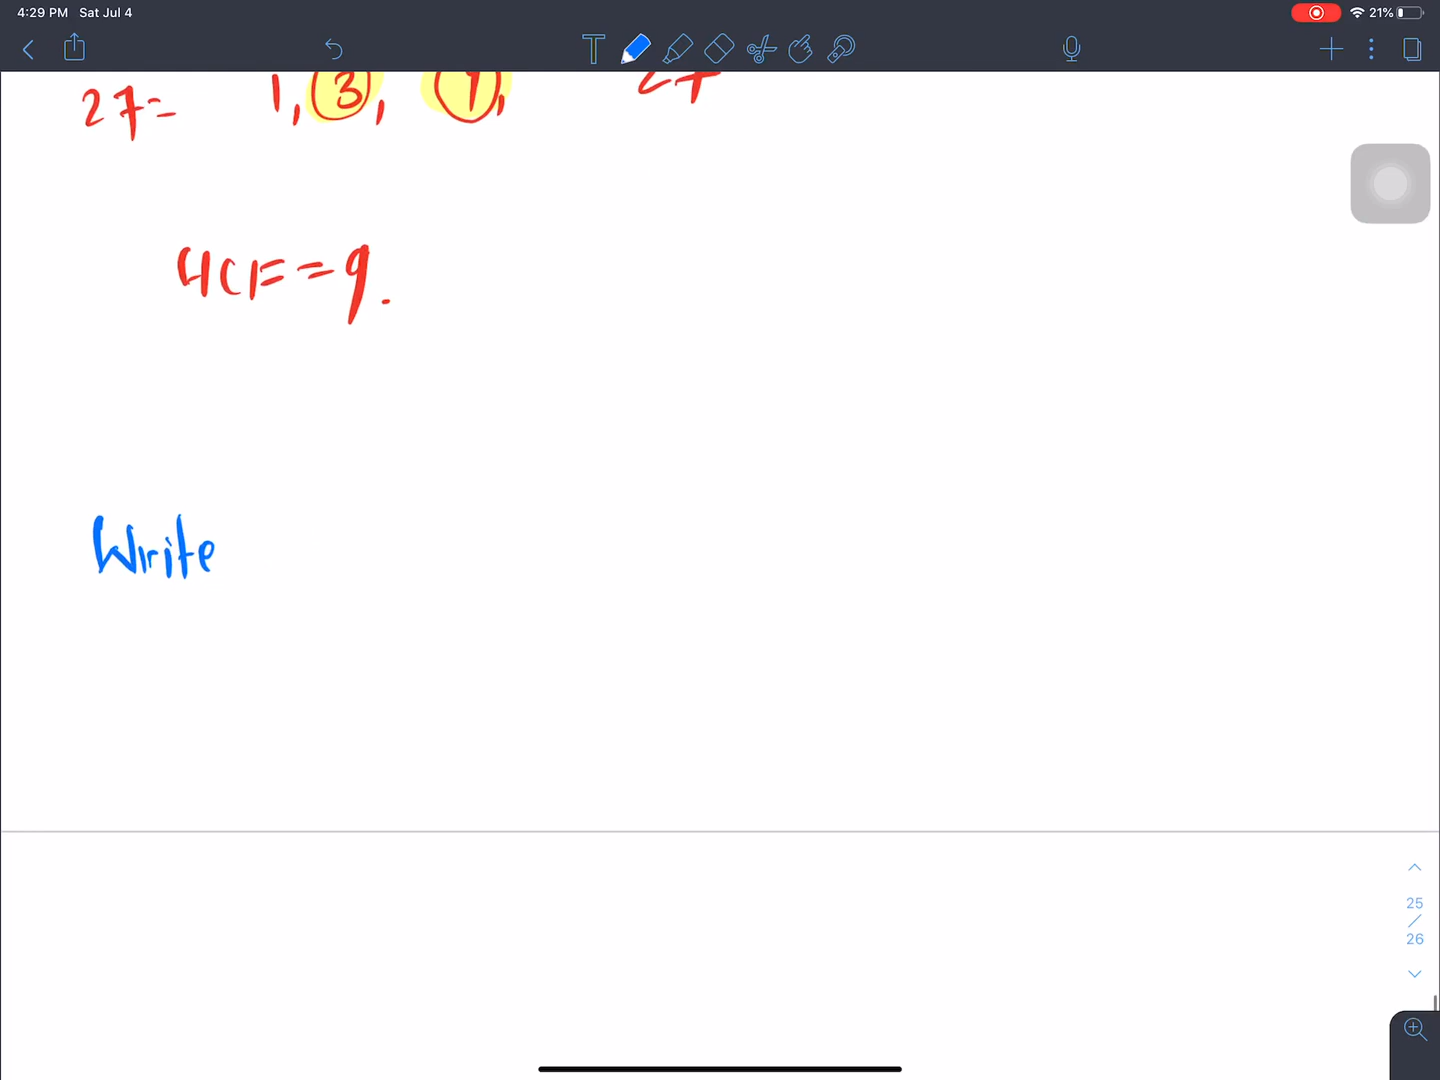 4:29 PM Sat Jul 4
21%
27= 1, 3, 9, 27
HCF = 9.
Write
25
26